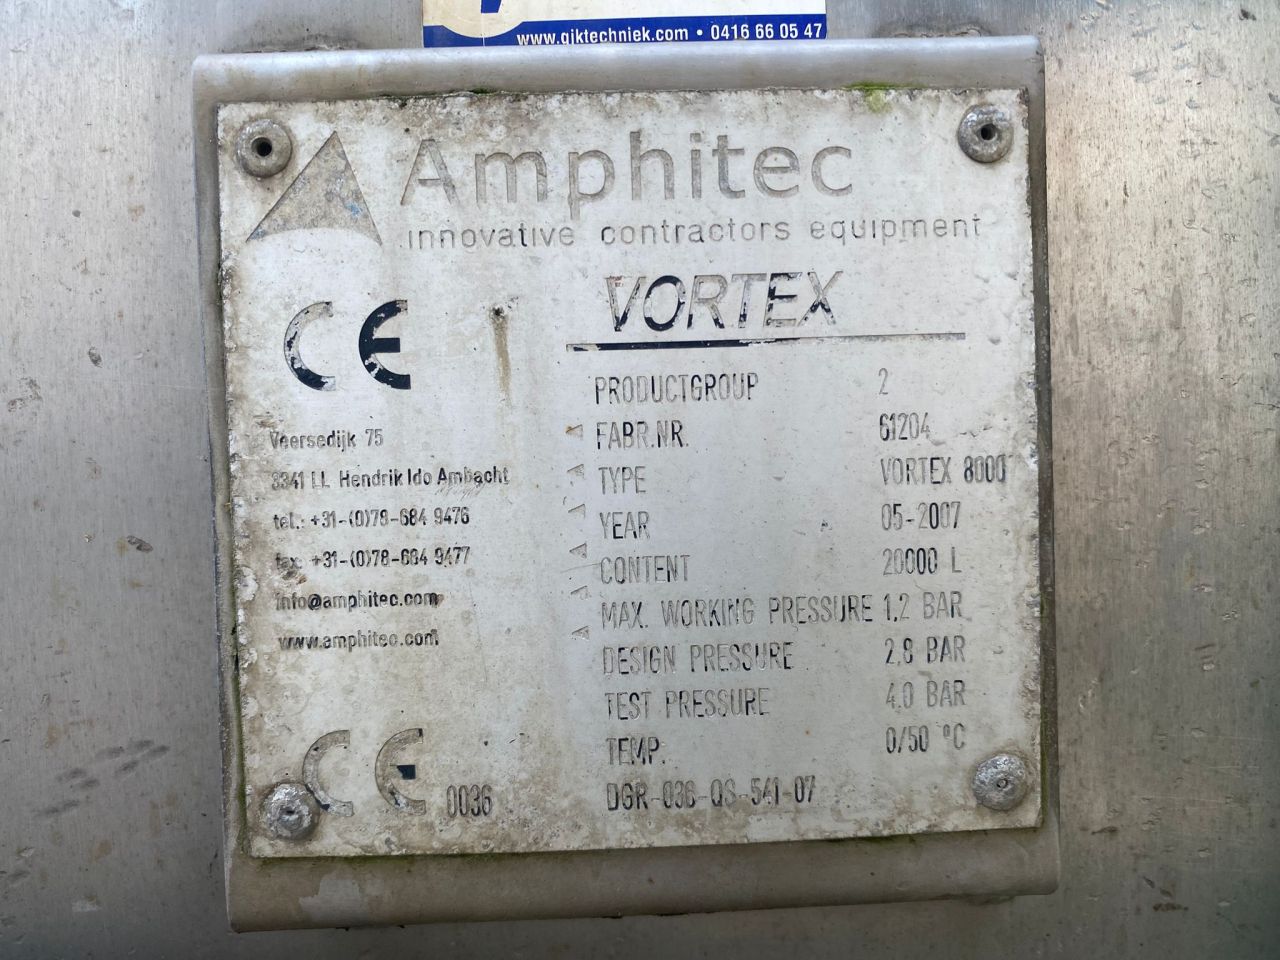 www.gjktechniek.com • 0416 66 05 47
Amphitec
innovative contractors equipment
VORTEX
CE
Veersedijk 75
3341 LL Hendrik Ido Ambacht
tel.: +31-(0)78-684 9476
fax. +31-(0)78-684 9477
info@amphitec.com
www.amphitec.com
PRODUCTGROUP 2
FABR.NR. 61204
TYPE VORTEX 8000
YEAR 05-2007
CONTENT 20000 L
MAX. WORKING PRESSURE 1.2 BAR
DESIGN PRESSURE 2.8 BAR
TEST PRESSURE 4.0 BAR
TEMP. 0/50 °C
CE 0036
DGR-036-QS-541-07